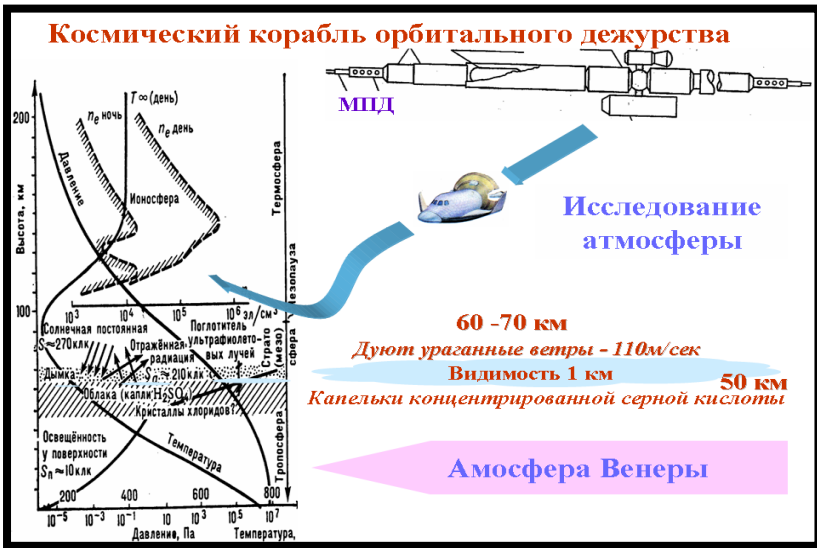 Космический корабль орбитального дежурства
МПД
Исследование
атмосферы
60 -70 км
Дуют ураганные ветры - 110м/сек
Видимость 1 км
50 км
Капельки концентрированной серной кислоты
Амосфера Венеры
T∞(день)
nₑ ночь
nₑ день
200
Давление
Ионосфера
Термосфера
Высота, км
100
Мезопауза
10³ 10⁴ 10⁵ 10⁶ эл/см³
Солнечная постоянная
S≈270клк
Отражённая
радиация
Sп≈210клк
Поглотитель
ультрафиолето-
вых лучей
Страто
(мезо)
сфера
Дымка
Облака (капли H₂SO₄)
Кристаллы хлоридов?
Освещённость
у поверхности
Sп≈10клк
Температура
Тропосфера
200 400 600 800
10⁻⁵ 10⁻³ 10⁻¹ 10 10³ 10⁵ 10⁷
Давление, Па Температура,